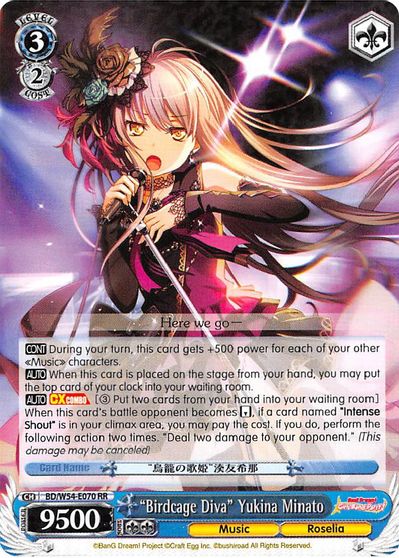 LEVEL
3
2
COST
Here we go—
CONT During your turn, this card gets +500 power for each of your other
«Music» characters.
AUTO When this card is placed on the stage from your hand, you may put
the top card of your clock into your waiting room.
AUTO CXCOMBO [③ Put two cards from your hand into your waiting room]
When this card's battle opponent becomes [▾], if a card named "Intense
Shout" is in your climax area, you may pay the cost. If you do, perform the
following action two times. "Deal two damage to your opponent." (This
damage may be canceled)
Card Name
"鳥籠の歌姫"湊友希那
CH BD/W54-E070 RR
POWER
9500
"Birdcage Diva" Yukina Minato
Music
Roselia
©BanG Dream! Project ©Craft Egg Inc. ©bushiroad All Rights Reserved.